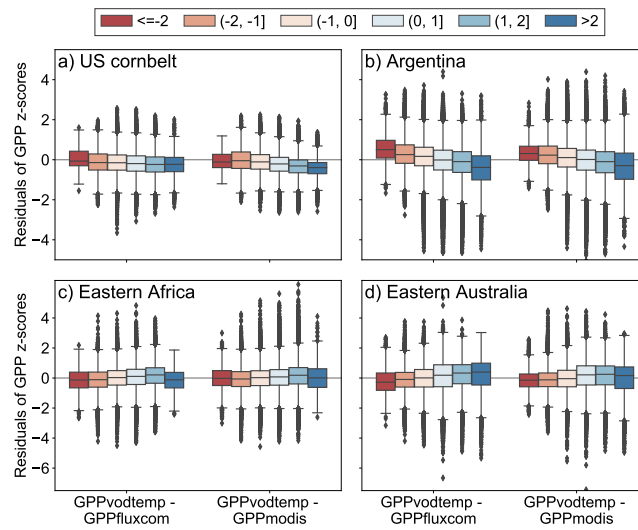 <=-2 (-2, -1] (-1, 0] (0, 1] (1, 2] >2
a) US cornbelt
b) Argentina
Residuals of GPP z-scores
4
2
0
−2
−4
c) Eastern Africa
d) Eastern Australia
Residuals of GPP z-scores
6
4
2
0
−2
−4
−6
GPPvodtemp - GPPvodtemp - GPPvodtemp - GPPvodtemp -
GPPfluxcom GPPmodis GPPfluxcom GPPmodis